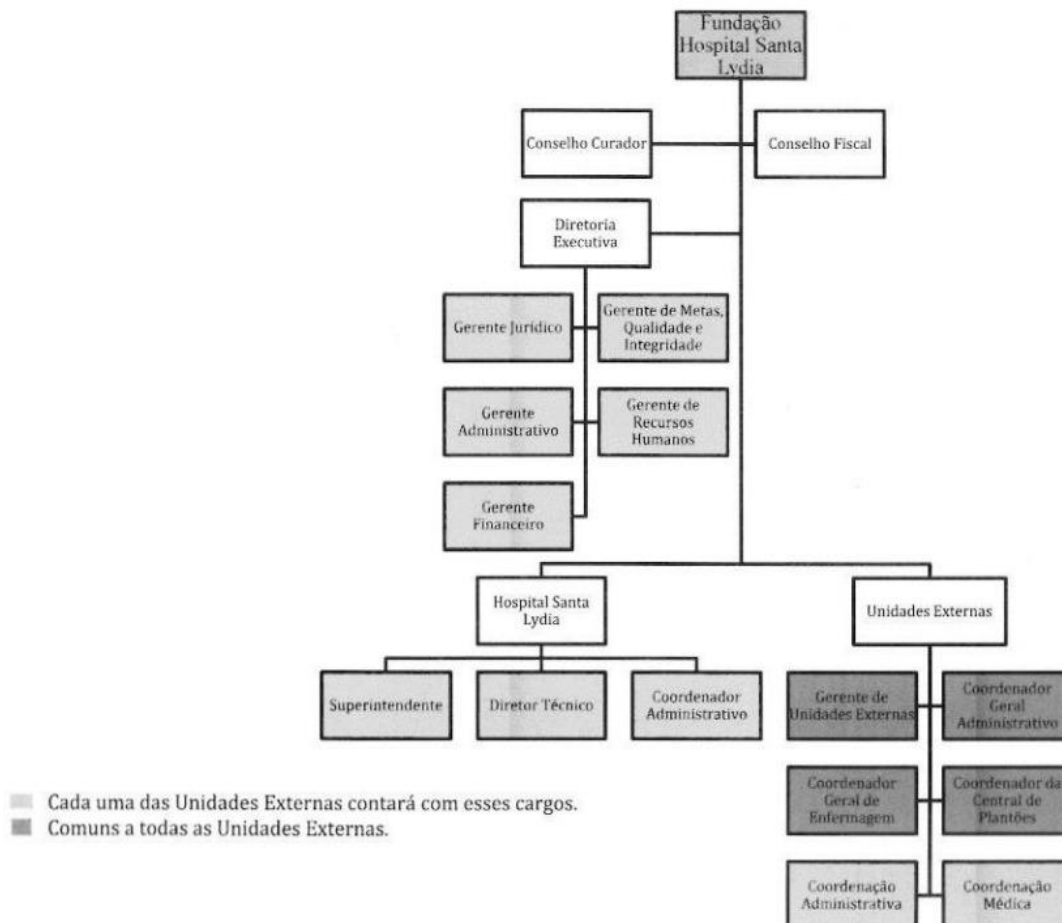 Fundação
Hospital Santa
Lydia
Conselho Curador
Conselho Fiscal
Diretoria
Executiva
Gerente Jurídico
Gerente de Metas,
Qualidade e
Integridade
Gerente
Administrativo
Gerente de
Recursos
Humanos
Gerente
Financeiro
Hospital Santa
Lydia
Unidades Externas
Superintendente
Diretor Técnico
Coordenador
Administrativo
Gerente de
Unidades Externas
Coordenador
Geral
Administrativo
Coordenador
Geral de
Enfermagem
Coordenador da
Central de
Plantões
Coordenação
Administrativa
Coordenação
Médica
Cada uma das Unidades Externas contará com esses cargos.
Comuns a todas as Unidades Externas.